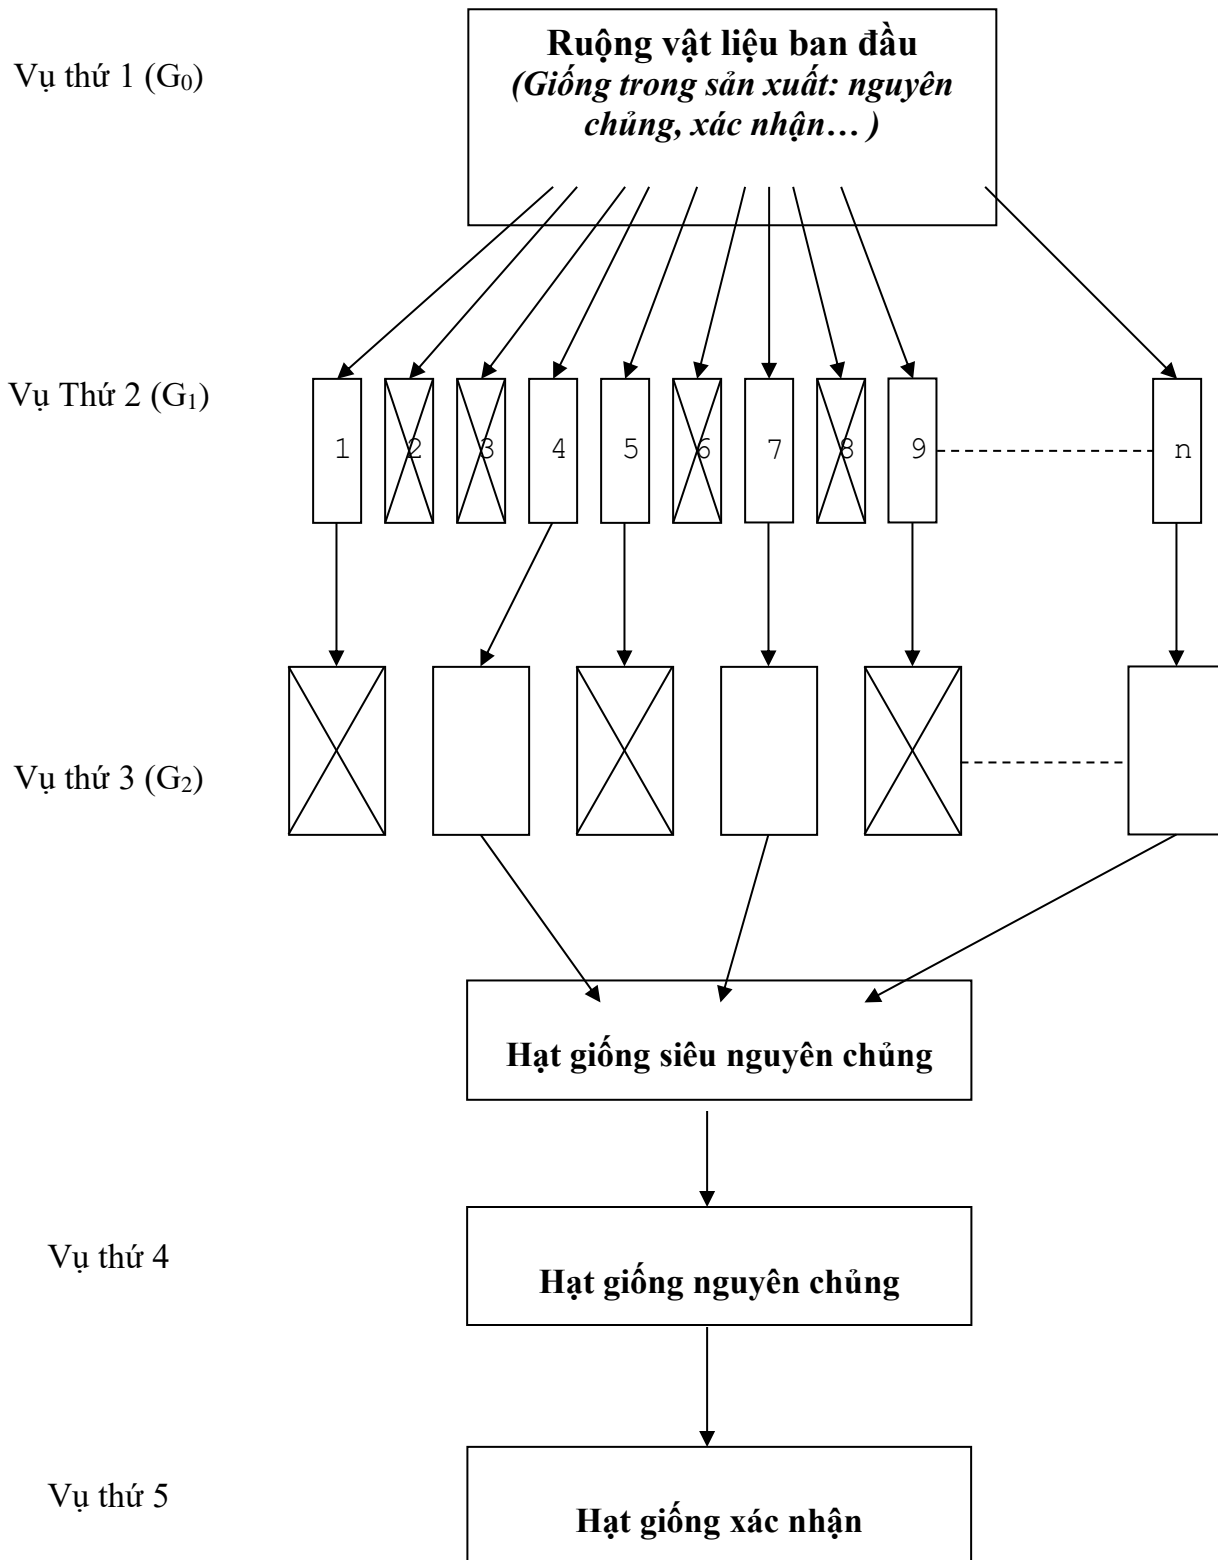 Ruộng vật liệu ban đầu
Vụ thứ 1 (G₀)
(Giống trong sản xuất: nguyên
chủng, xác nhận… )
Vụ Thứ 2 (G₁)
1 2 3 4 5 6 7 8 9 n
Vụ thứ 3 (G₂)
Hạt giống siêu nguyên chủng
Vụ thứ 4
Hạt giống nguyên chủng
Vụ thứ 5
Hạt giống xác nhận